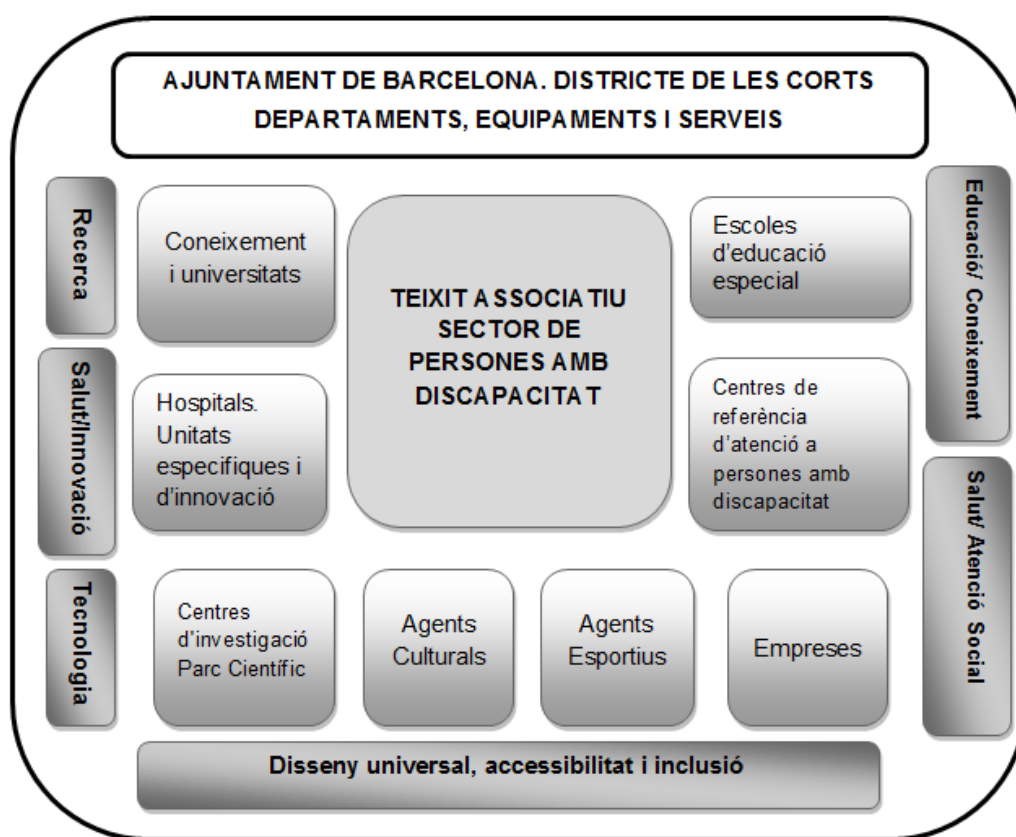 AJUNTAMENT DE BARCELONA. DISTRICTE DE LES CORTS
DEPARTAMENTS, EQUIPAMENTS I SERVEIS
Recerca
Coneixement
i universitats
TEIXIT ASSOCIATIU
SECTOR DE
PERSONES AMB
DISCAPACITAT
Escoles
d'educació
especial
Educació/ Coneixement
Salut/Innovació
Hospitals.
Unitats
especifiques i
d'innovació
Centres de
referència
d'atenció a
persones amb
discapacitat
Salut/ Atenció Social
Tecnologia
Centres
d'investigació
Parc Científic
Agents
Culturals
Agents
Esportius
Empreses
Disseny universal, accessibilitat i inclusió